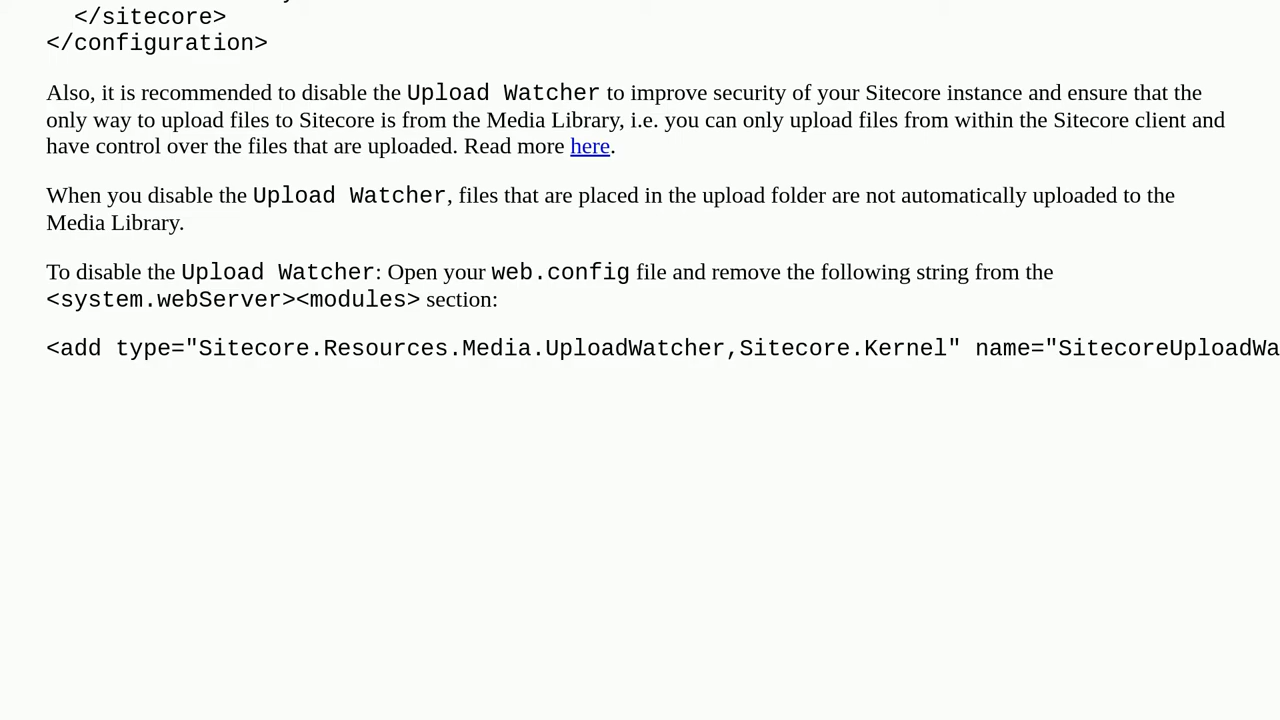 </sitecore>
</configuration>
Also, it is recommended to disable the Upload Watcher to improve security of your Sitecore instance and ensure that the
only way to upload files to Sitecore is from the Media Library, i.e. you can only upload files from within the Sitecore client and
have control over the files that are uploaded. Read more here.
When you disable the Upload Watcher, files that are placed in the upload folder are not automatically uploaded to the
Media Library.
To disable the Upload Watcher: Open your web.config file and remove the following string from the
<system.webServer><modules> section:
<add type="Sitecore.Resources.Media.UploadWatcher,Sitecore.Kernel" name="SitecoreUploadWa